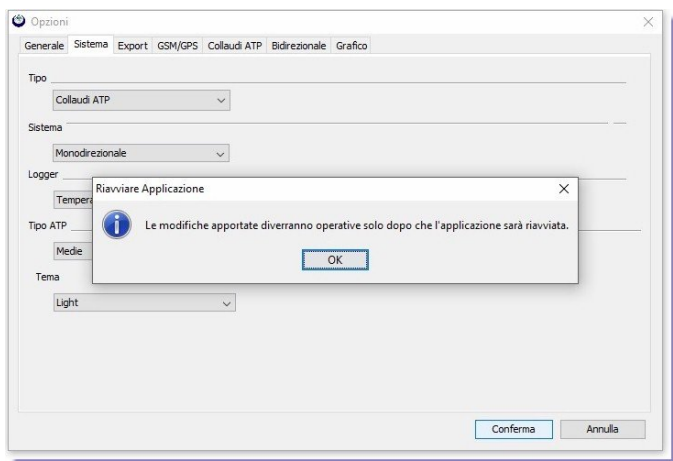 Opzioni
Generale Sistema Export GSM/GPS Collaudi ATP Bidirezionale Grafico
Tipo
Collaudi ATP
Sistema
Monodirezionale
Logger
Riavviare Applicazione
Le modifiche apportate diverranno operative solo dopo che l'applicazione sarà riavviata.
Tipo ATP
OK
Medie
Tema
Light
Conferma Annulla